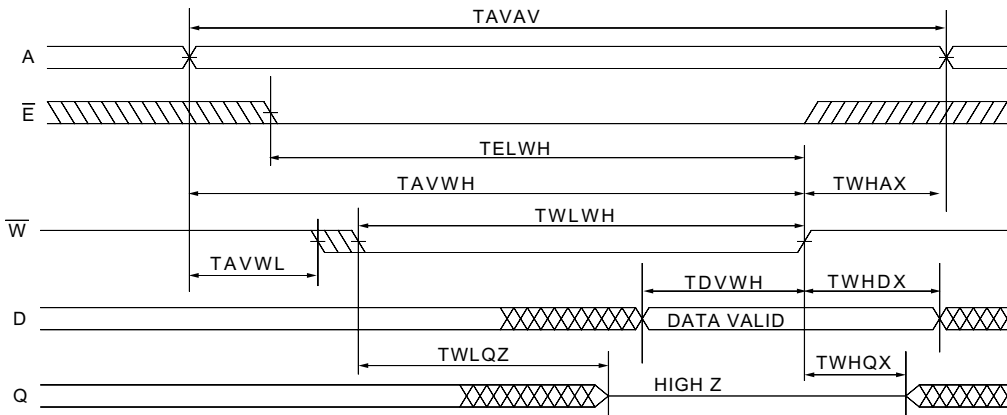 TAVAV
A
E̅
TELWH
TAVWH TWHAX
TWLWH
W̅
TAVWL
TDVWH TWHDX
D DATA VALID
TWLQZ TWHQX
Q HIGH Z